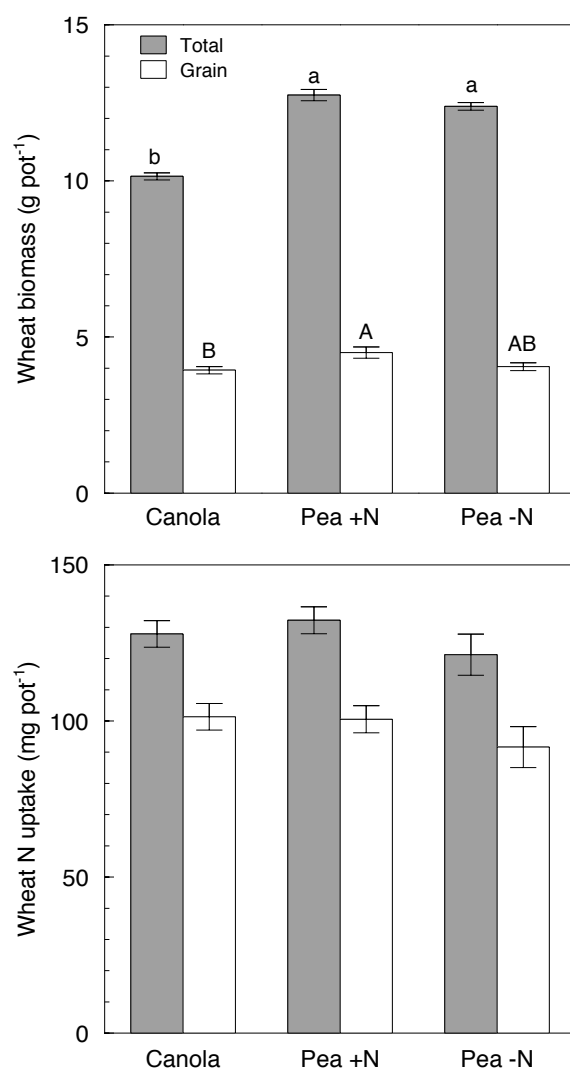 15
Total
Grain
a
a
b
10
Wheat biomass (g pot⁻¹)
5
B
A
AB
0
Canola
Pea +N
Pea -N
150
100
Wheat N uptake (mg pot⁻¹)
50
0
Canola
Pea +N
Pea -N